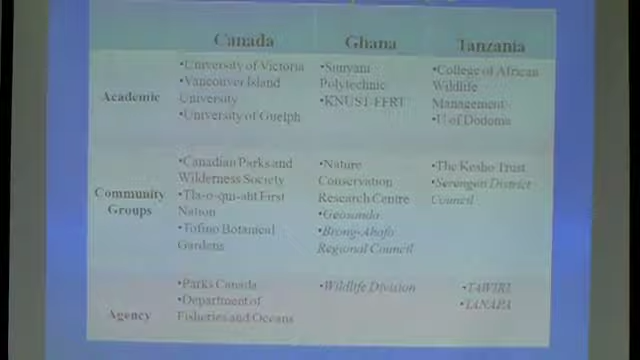 Canada Ghana Tanzania
Academic
•University of Victoria
•Vancouver Island
University
•University of Guelph
•Sunyani
Polytechnic
•KNUST-FFRT
•College of African
Wildlife
Management
•U of Dodoma
Community
Groups
•Canadian Parks and
Wilderness Society
•Tla-o-qui-aht First
Nation
•Tofino Botanical
Gardens
•Nature
Conservation
Research Centre
•Brong-Ahafo
Regional Council
•The Kesho Trust
District
Council
Agency
•Parks Canada
•Department of
Fisheries and Oceans
•Wildlife Division
•TAWIRI
•TANAPA